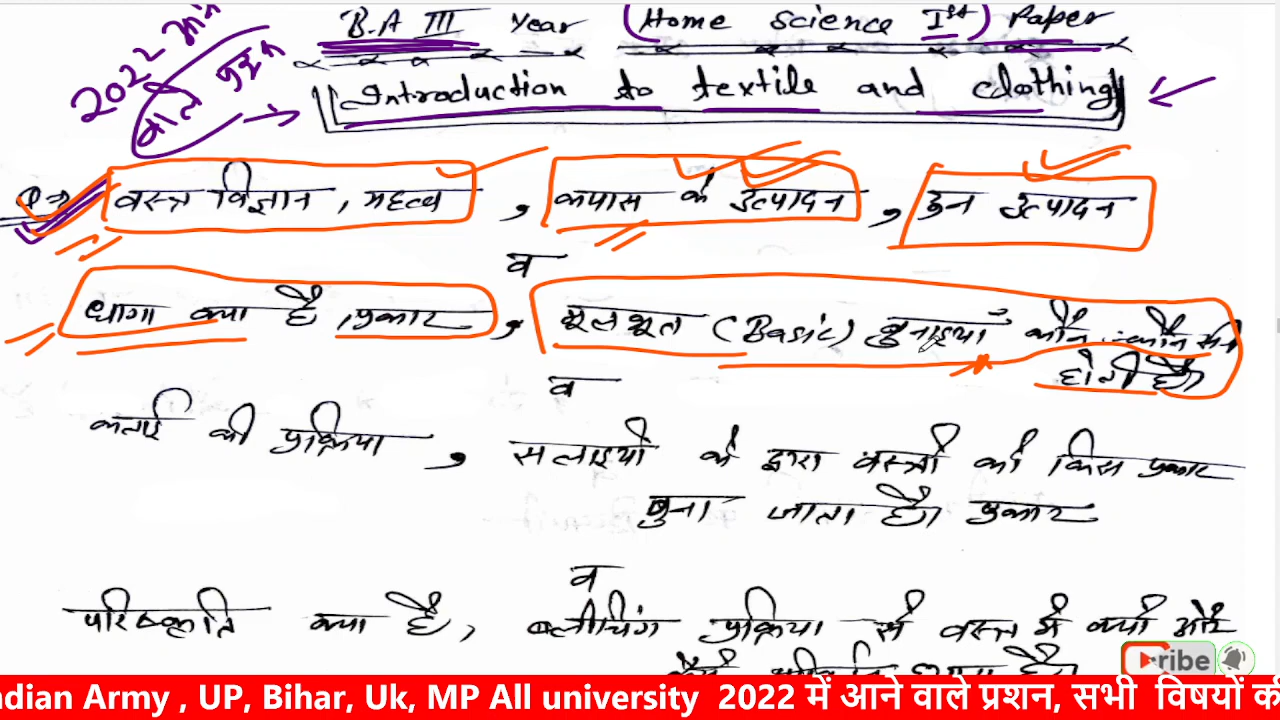 B.A III Year (Home Science Ist) Paper
2022 में
आने
प्रश्न
Introduction to textile and clothing
Q⇒ वस्त्र विज्ञान, महत्व, कपास के उत्पादन, ऊन उत्पादन
व
धागा क्या है, प्रकार, मूलभूत (Basic) बुनाइयाँ कौन-कौन सी
होती है।
व
कताई की प्रक्रिया, सलाइयो के द्वारा वस्त्रो को किस प्रकार
बुना जाता है। प्रकार
व
परिष्कृति क्या है, ब्लीचिंग प्रक्रिया से वस्त्र में क्यो और
ribe
ndian Army , UP, Bihar, Uk, MP All university 2022 में आने वाले प्रशन, सभी विषयों की